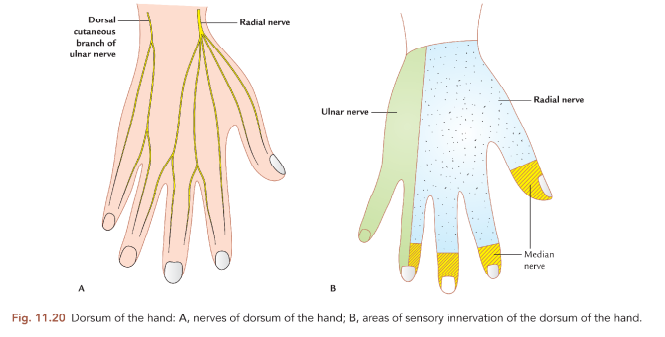 Dorsal
cutaneous
branch of
ulnar nerve
Radial nerve
A
Ulnar nerve
Radial nerve
Median
nerve
B
Fig. 11.20 Dorsum of the hand: A, nerves of dorsum of the hand; B, areas of sensory innervation of the dorsum of the hand.